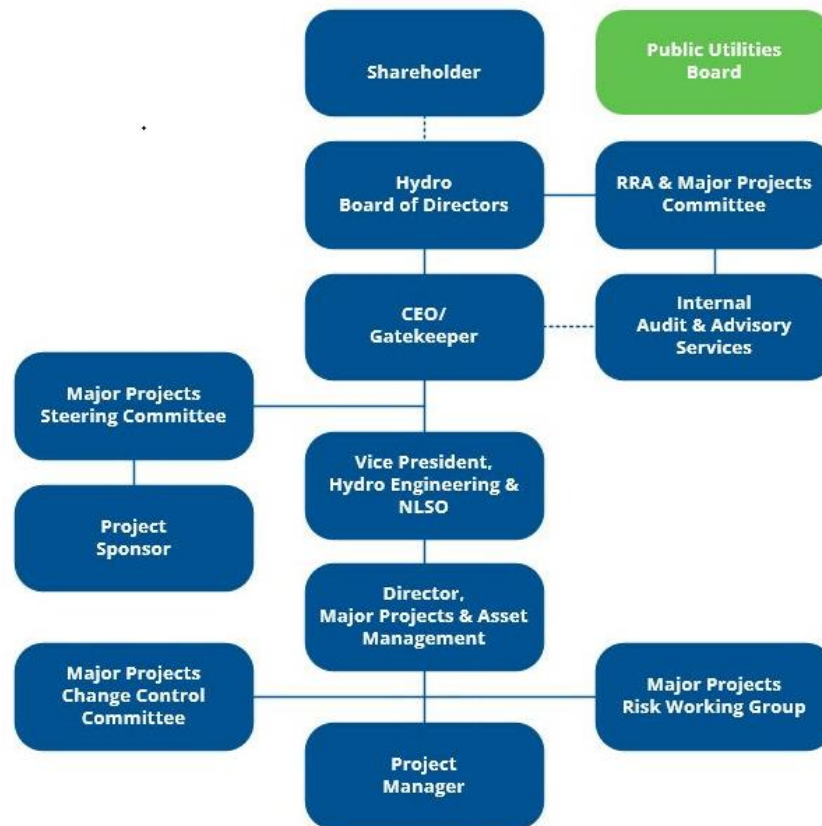 Shareholder
Public Utilities
Board
Hydro
Board of Directors
RRA & Major Projects
Committee
CEO/
Gatekeeper
Internal
Audit & Advisory
Services
Major Projects
Steering Committee
Vice President,
Hydro Engineering &
NLSO
Project
Sponsor
Director,
Major Projects & Asset
Management
Major Projects
Change Control
Committee
Major Projects
Risk Working Group
Project
Manager